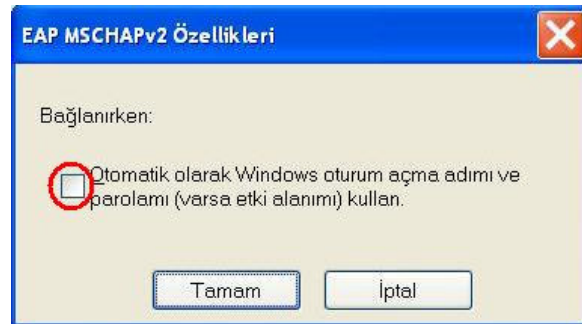 EAP MSCHAPv2 Özellikleri
Bağlanırken:
Otomatik olarak Windows oturum açma adımı ve
parolamı (varsa etki alanımı) kullan.
Tamam
İptal